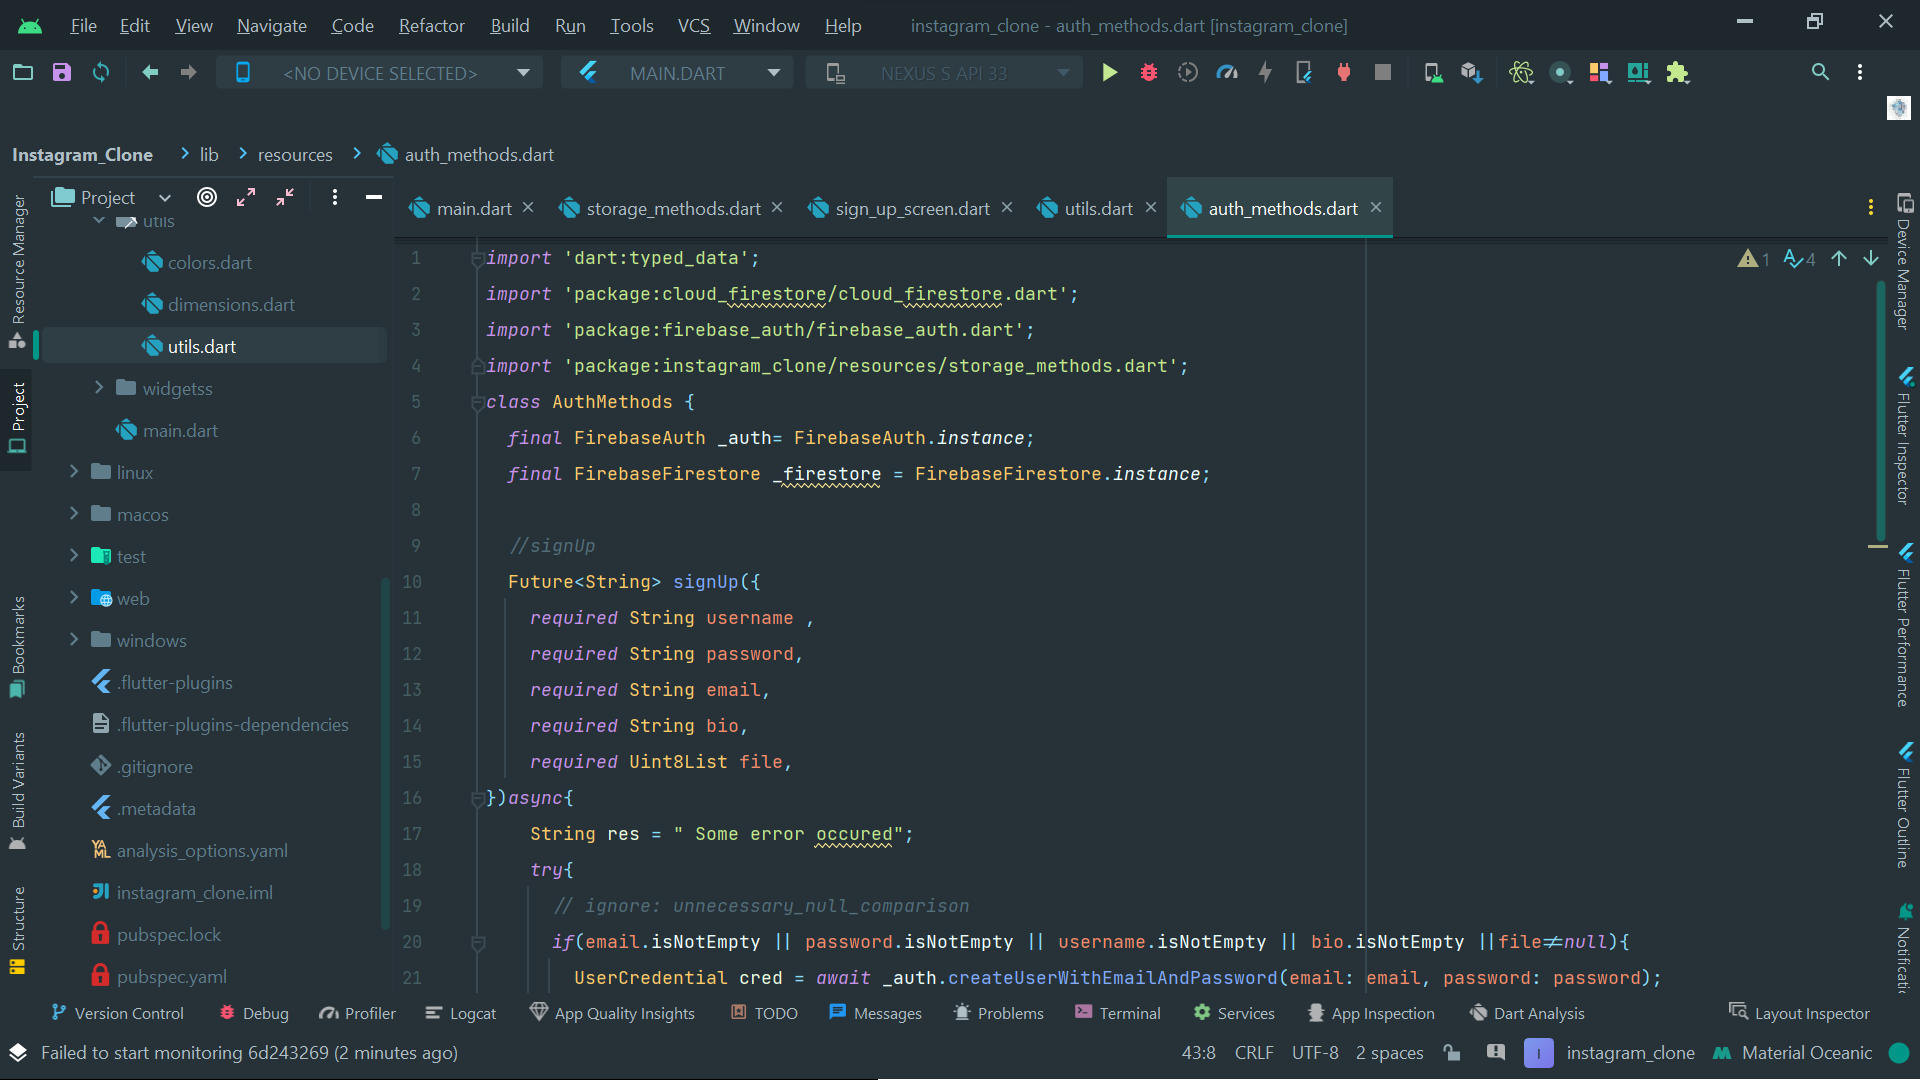 File Edit View Navigate Code Refactor Build Run Tools VCS Window Help instagram_clone - auth_methods.dart [instagram_clone]
<NO DEVICE SELECTED> MAIN.DART NEXUS S API 33
Instagram_Clone lib resources auth_methods.dart
Project
main.dart storage_methods.dart sign_up_screen.dart utils.dart auth_methods.dart
Resource Manager
Project
Bookmarks
Build Variants
Structure
utils
colors.dart
dimensions.dart
utils.dart
widgetss
main.dart
linux
macos
test
web
windows
.flutter-plugins
.flutter-plugins-dependencies
.gitignore
.metadata
analysis_options.yaml
instagram_clone.iml
pubspec.lock
pubspec.yaml
1 4
1 import 'dart:typed_data';
2 import 'package:cloud_firestore/cloud_firestore.dart';
3 import 'package:firebase_auth/firebase_auth.dart';
4 import 'package:instagram_clone/resources/storage_methods.dart';
5 class AuthMethods {
6 final FirebaseAuth _auth= FirebaseAuth.instance;
7 final FirebaseFirestore _firestore = FirebaseFirestore.instance;
8
9 //signUp
10 Future<String> signUp({
11 required String username ,
12 required String password,
13 required String email,
14 required String bio,
15 required Uint8List file,
16 })async{
17 String res = " Some error occured";
18 try{
19 // ignore: unnecessary_null_comparison
20 if(email.isNotEmpty || password.isNotEmpty || username.isNotEmpty || bio.isNotEmpty ||file!=null){
21 UserCredential cred = await _auth.createUserWithEmailAndPassword(email: email, password: password);
Device Manager
Flutter Inspector
Flutter Performance
Flutter Outline
Version Control Debug Profiler Logcat App Quality Insights TODO Messages Problems Terminal Services App Inspection Dart Analysis Layout Inspector
Failed to start monitoring 6d243269 (2 minutes ago) 43:8 CRLF UTF-8 2 spaces I instagram_clone Material Oceanic